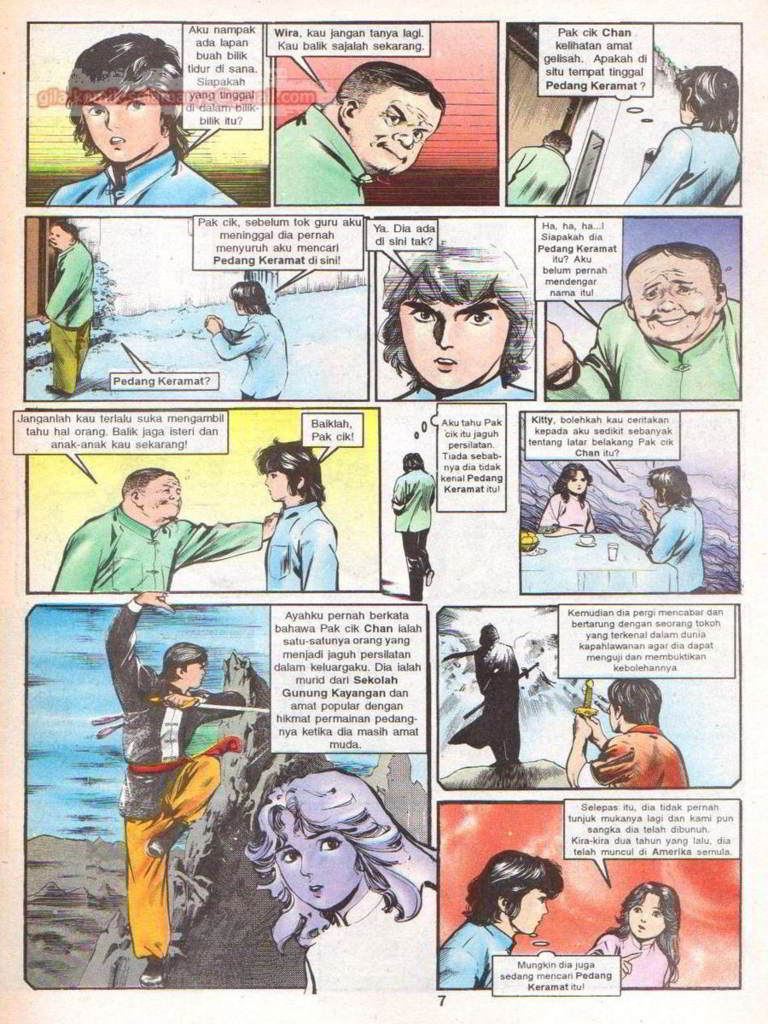 Aku nampak
ada lapan
buah bilik
tidur di sana.
Siapakah
yang tinggal
di dalam bilik-
bilik itu?
Wira, kau jangan tanya lagi.
Kau balik sajalah sekarang.
Pak cik Chan
kelihatan amat
gelisah. Apakah di
situ tempat tinggal
Pedang Keramat?
Pak cik, sebelum tok guru aku
meninggal dia pernah
menyuruh aku mencari
Pedang Keramat di sini!
Pedang Keramat?
Ya. Dia ada
di sini tak?
Ha, ha, ha...!
Siapakah dia
Pedang Keramat
itu? Aku
belum pernah
mendengar
nama itu!
Janganlah kau terlalu suka mengambil
tahu hal orang. Balik jaga isteri dan
anak-anak kau sekarang!
Baiklah,
Pak cik!
Aku tahu Pak
cik itu jaguh
persilatan.
Tiada sebab-
nya dia tidak
kenal Pedang
Keramat itu!
Kitty, bolehkah kau ceritakan
kepada aku sedikit sebanyak
tentang latar belakang Pak cik
Chan itu?
Ayahku pernah berkata
bahawa Pak cik Chan ialah
satu-satunya orang yang
menjadi jaguh persilatan
dalam keluargaku. Dia ialah
murid dari Sekolah
Gunung Kayangan dan
amat popular dengan
hikmat permainan pedang-
nya ketika dia masih amat
muda.
Kemudian dia pergi mencabar dan
bertarung dengan seorang tokoh
yang terkenal dalam dunia
kapahlawanan agar dia dapat
menguji dan membuktikan
kebolehannya
Selepas itu, dia tidak pernah
tunjuk mukanya lagi dan kami pun
sangka dia telah dibunuh.
Kira-kira dua tahun yang lalu, dia
telah muncul di Amerika semula.
Mungkin dia juga
sedang mencari Pedang
Keramat itu!
7